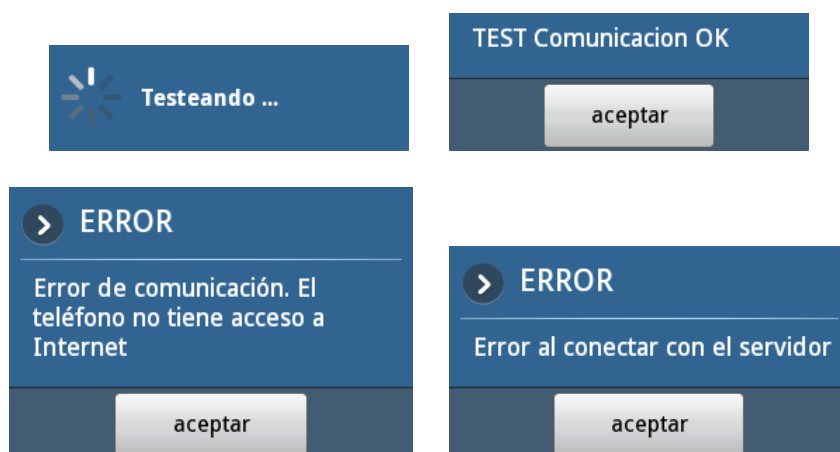 Testeando ...
TEST Comunicacion OK
aceptar
ERROR
Error de comunicación. El
teléfono no tiene acceso a
Internet
aceptar
ERROR
Error al conectar con el servidor
aceptar